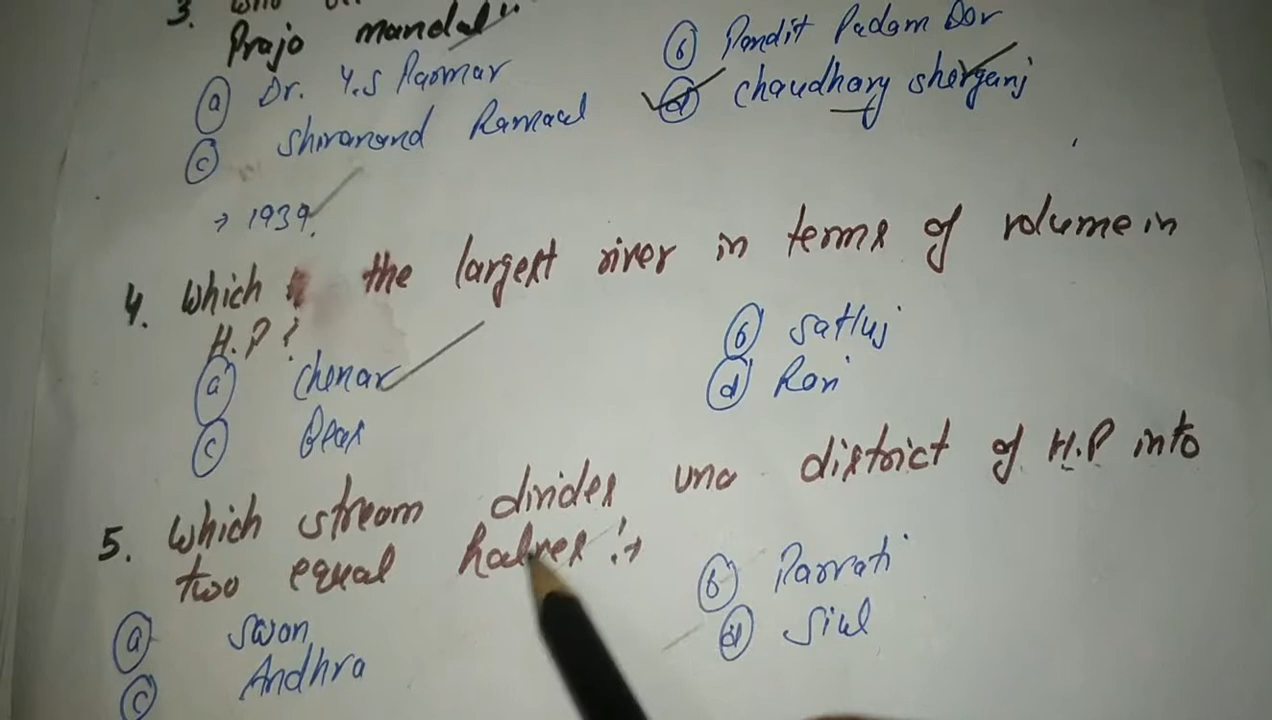 3. Who
Prajo mandal"
(a) Dr. Y.S Parmar (b) Pandit Padam Dev
(c) Shivanand Ramaul (d) chaudhary sherjang
→ 1939.
4. Which the largest river in terms of volume in
H.P?
(a) Chenav (b) Satluj
(c) Beas (d) Ravi
5. Which stream divides una district of H.P into
two equal halves :→
(a) Swan (b) Parvati
(c) Andhra (d) Siul